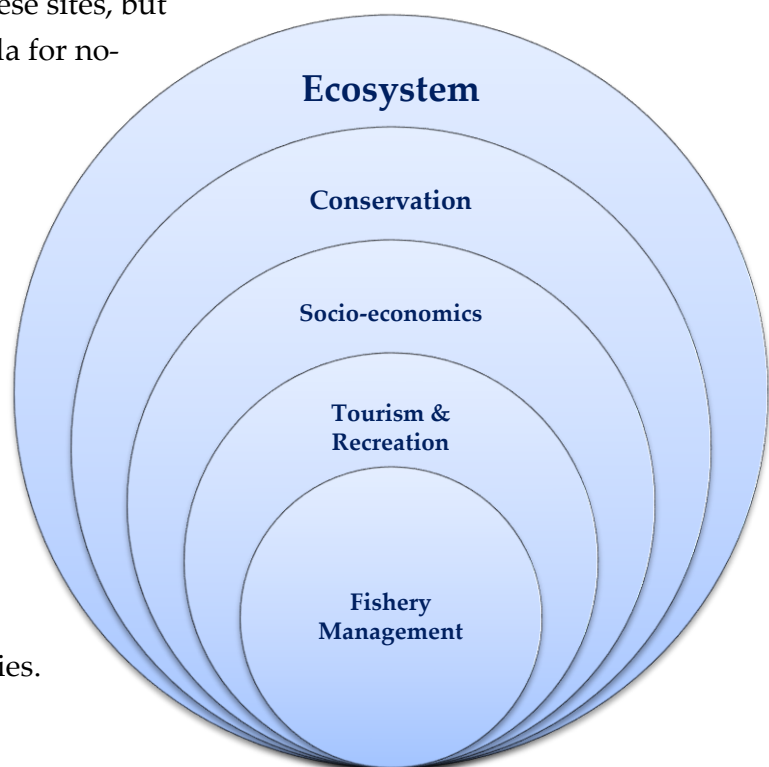 ese sites, but
la for no-
Ecosystem
Conservation
Socio-economics
Tourism &
Recreation
Fishery
Management
ies.